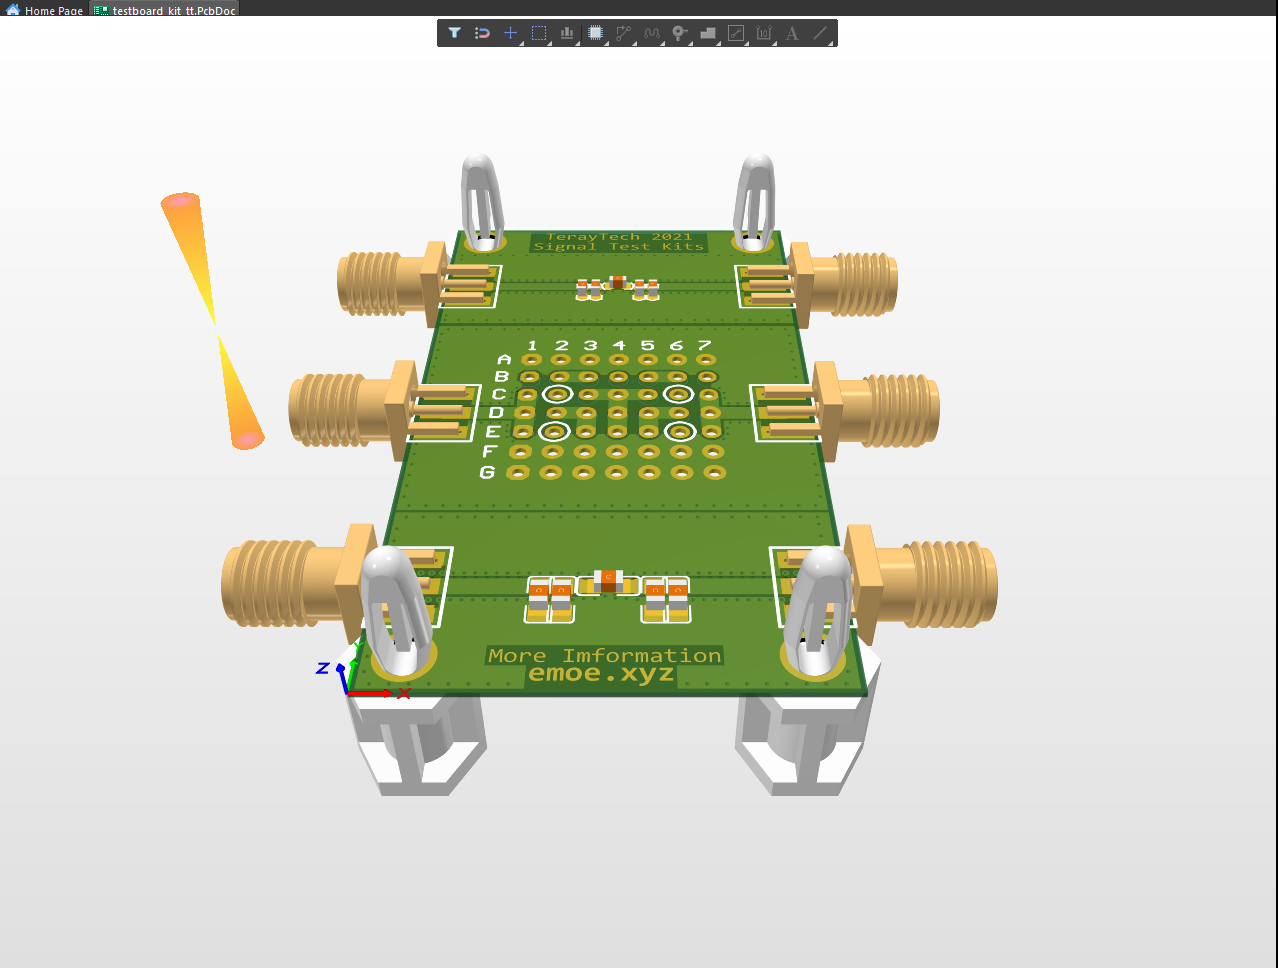 Home Page testboard_kit_tt.PcbDoc
TerayTech 2021
Signal Test Kits
1 2 3 4 5 6 7
A
B
C
D
E
F
G
More Imformation
emoe.xyz
Z
Y
X